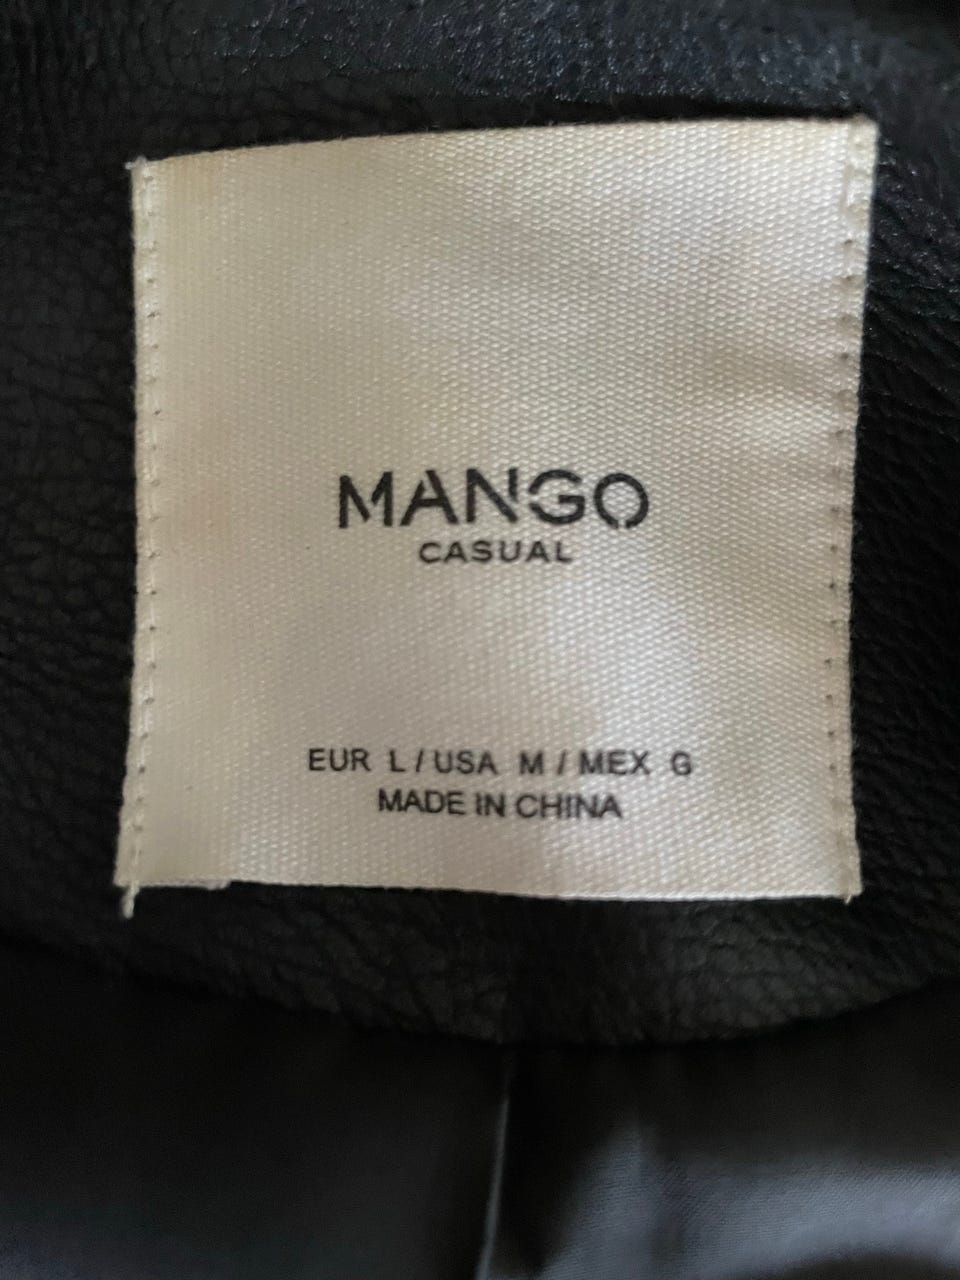 MANGO
CASUAL
EUR L / USA M / MEX G
MADE IN CHINA